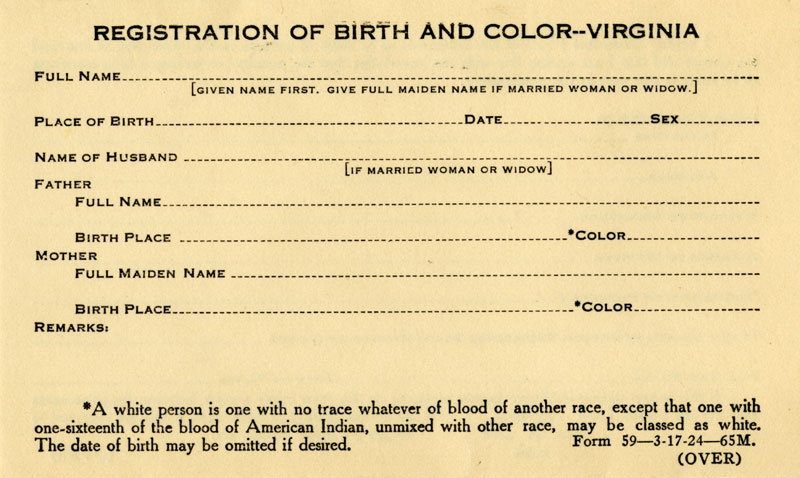 REGISTRATION OF BIRTH AND COLOR--VIRGINIA
FULL NAME
[GIVEN NAME FIRST. GIVE FULL MAIDEN NAME IF MARRIED WOMAN OR WIDOW.]
PLACE OF BIRTH DATE SEX
NAME OF HUSBAND
[IF MARRIED WOMAN OR WIDOW]
FATHER
FULL NAME
BIRTH PLACE *COLOR
MOTHER
FULL MAIDEN NAME
BIRTH PLACE *COLOR
REMARKS:
*A white person is one with no trace whatever of blood of another race, except that one with
one-sixteenth of the blood of American Indian, unmixed with other race, may be classed as white.
The date of birth may be omitted if desired. Form 59—3-17-24—65M.
(OVER)